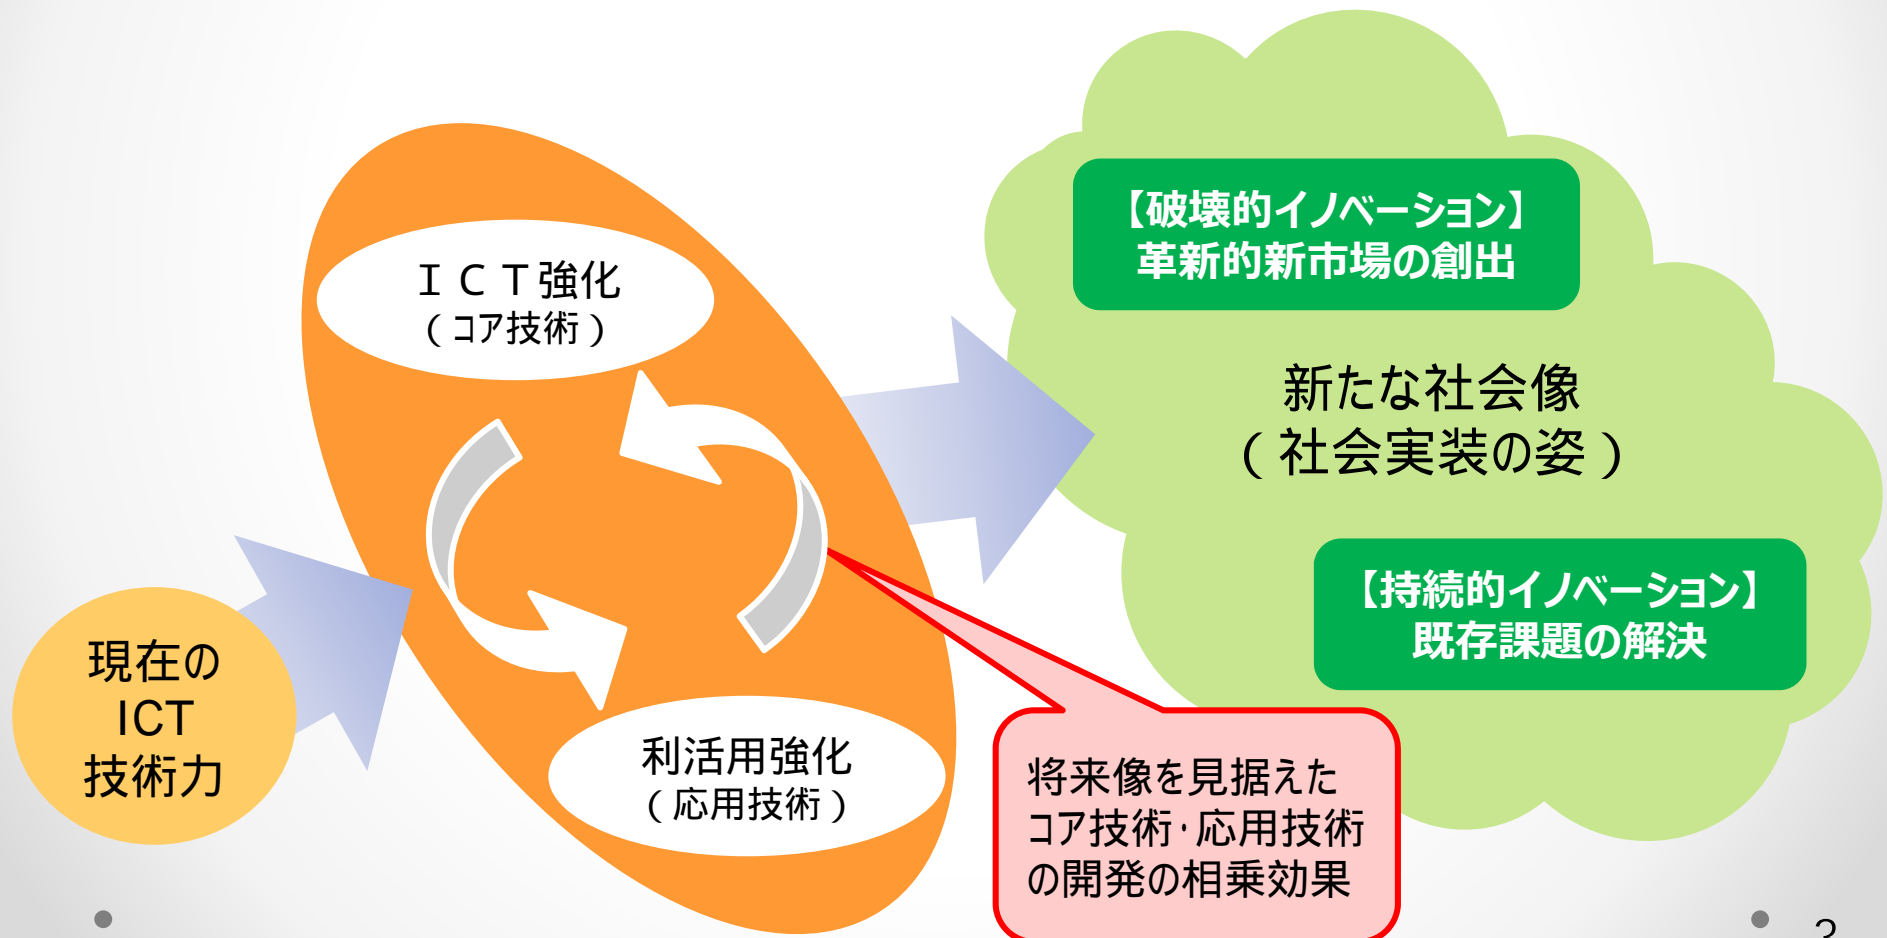 【破壊的イノベーション】
革新的新市場の創出
ＩＣＴ強化
（コア技術）
新たな社会像
（社会実装の姿）
【持続的イノベーション】
既存課題の解決
現在の
ICT
技術力
利活用強化
（応用技術）
将来像を見据えた
コア技術・応用技術
の開発の相乗効果